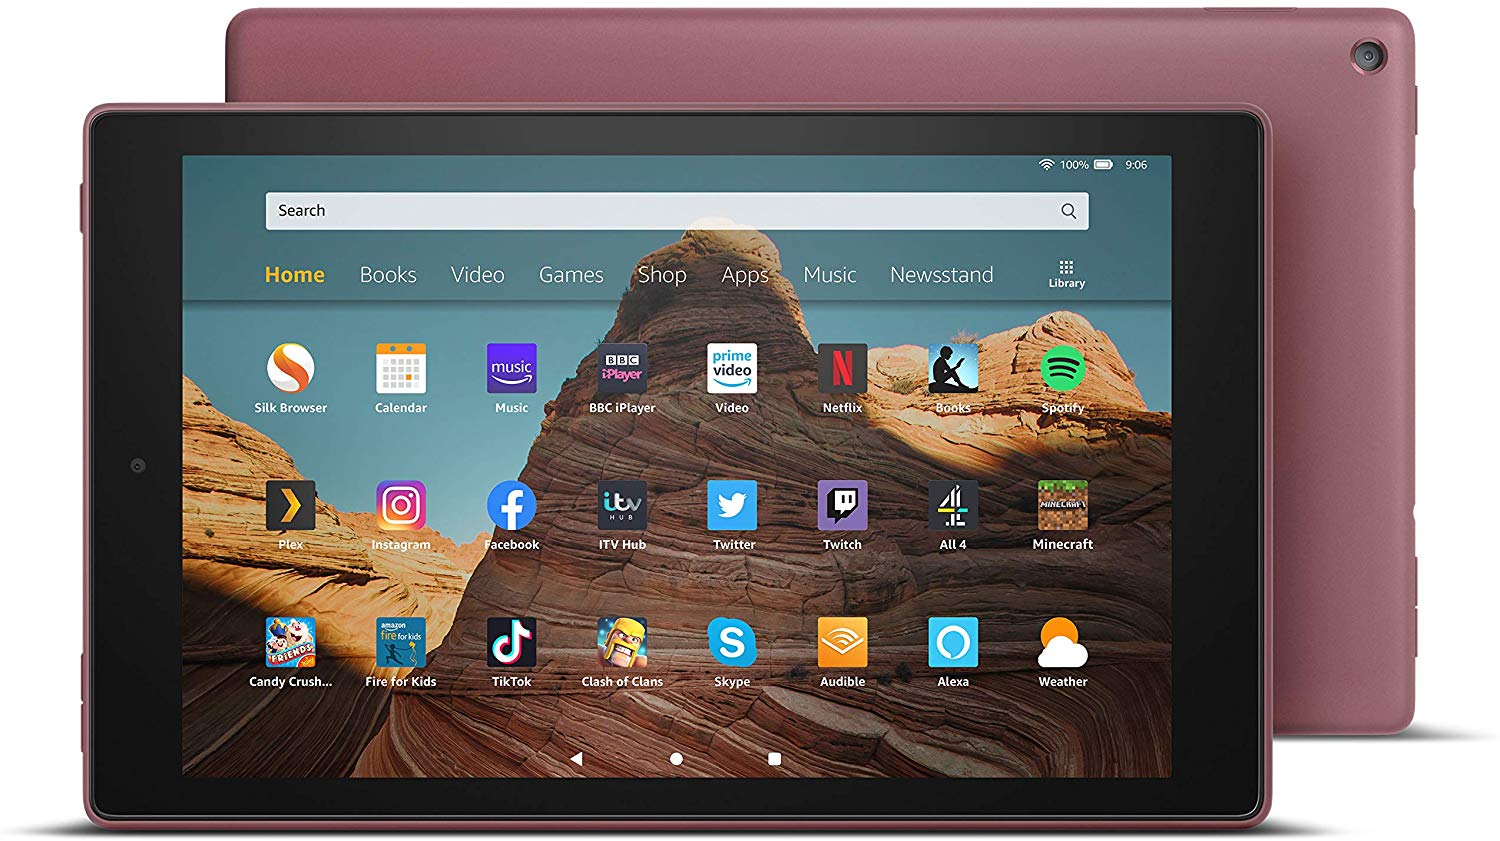 100% 9:06
Search
Home Books Video Games Shop Apps Music Newsstand Library
music BBC iPlayer prime video
Silk Browser Calendar Music BBC iPlayer Video Netflix Books Spotify
itv HUB 4 MINECRAFT
Plex Instagram Facebook ITV Hub Twitter Twitch All 4 Minecraft
FRIENDS amazon fire for kids S
Candy Crush... Fire for Kids TikTok Clash of Clans Skype Audible Alexa Weather